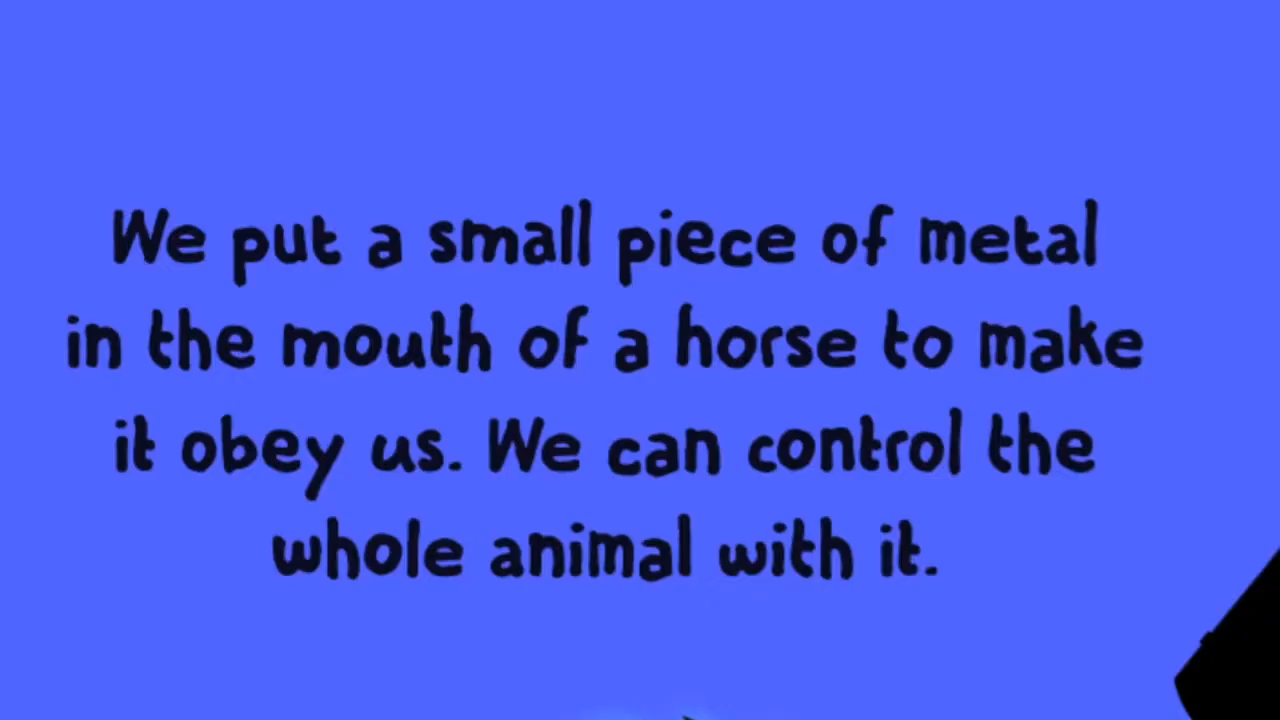 We put a small piece of metal
in the mouth of a horse to make
it obey us. We can control the
whole animal with it.